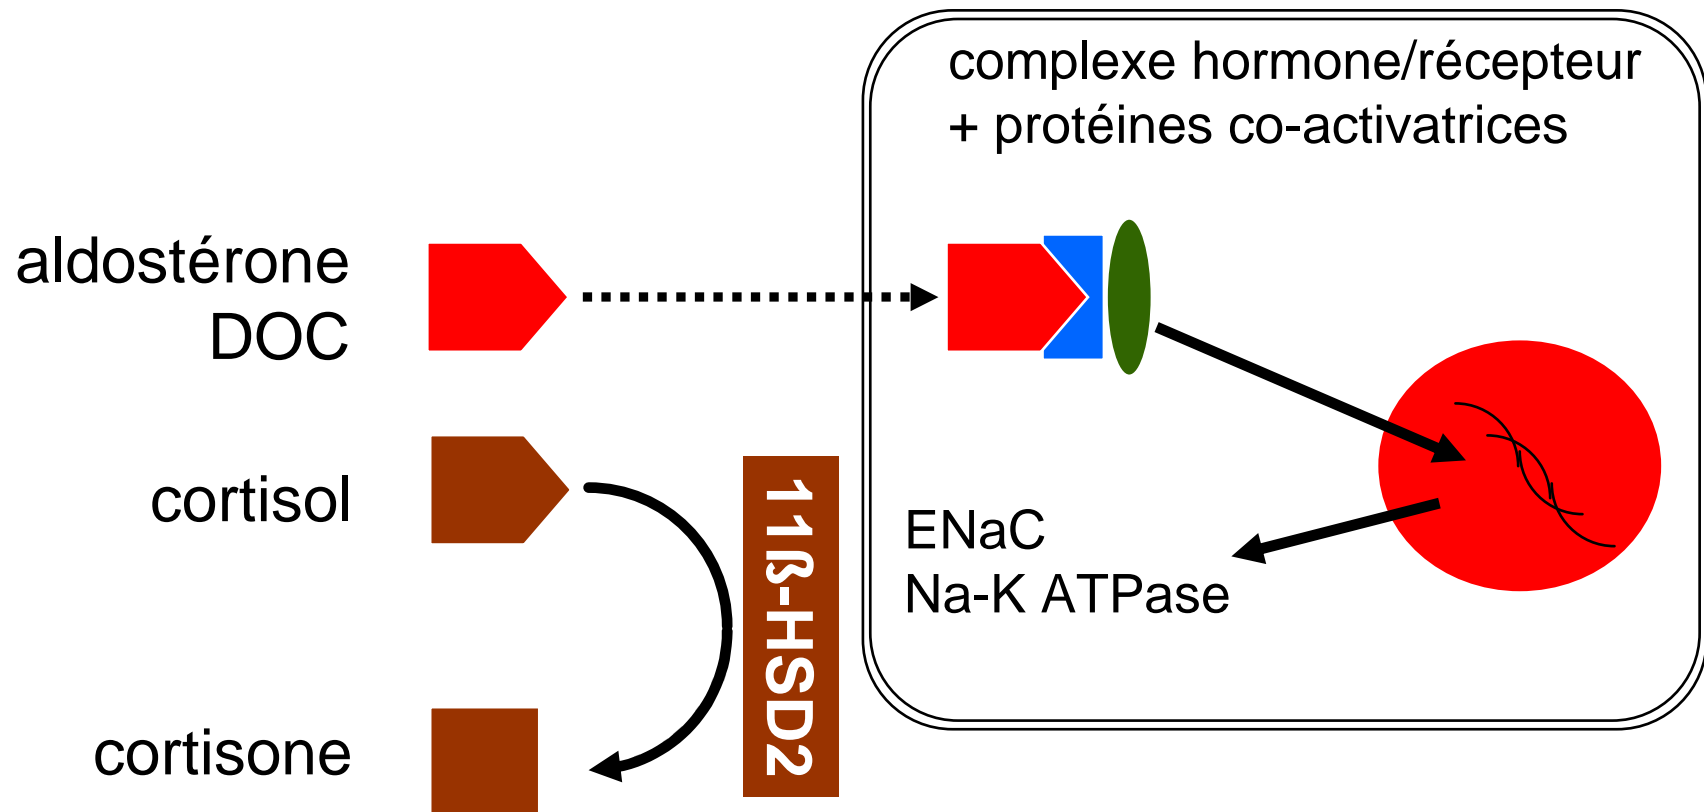 complexe hormone/récepteur
+ protéines co-activatrices
aldostérone
DOC
cortisol
11ß-HSD2
ENaC
Na-K ATPase
cortisone